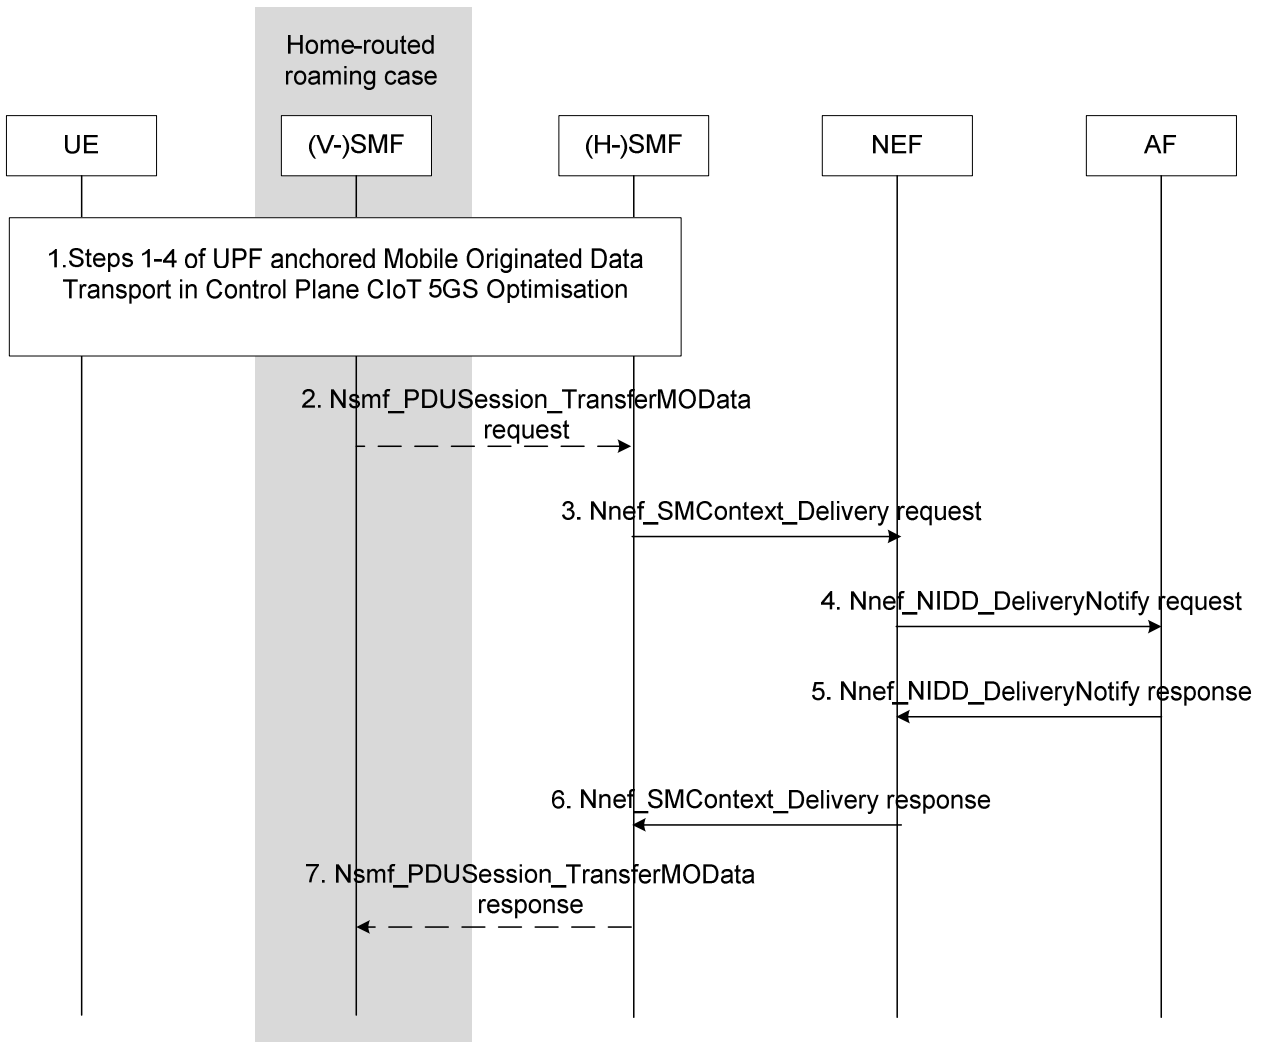 Home-routed
roaming case
UE
(V-)SMF
(H-)SMF
NEF
AF
1.Steps 1-4 of UPF anchored Mobile Originated Data
Transport in Control Plane CIoT 5GS Optimisation
2. Nsmf_PDUSession_TransferMOData
request
3. Nnef_SMContext_Delivery request
4. Nnef_NIDD_DeliveryNotify request
5. Nnef_NIDD_DeliveryNotify response
6. Nnef_SMContext_Delivery response
7. Nsmf_PDUSession_TransferMOData
response